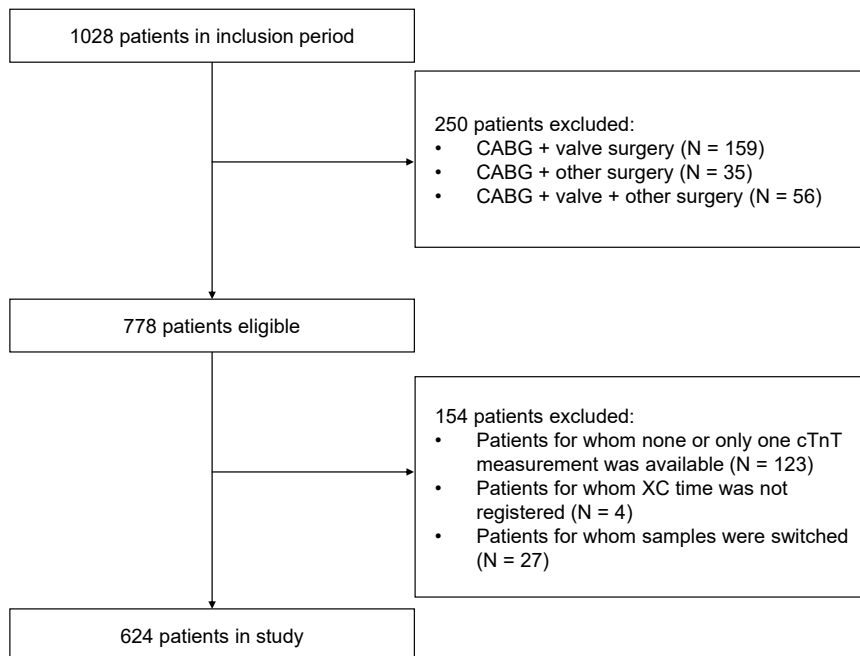 1028 patients in inclusion period
250 patients excluded:
• CABG + valve surgery (N = 159)
• CABG + other surgery (N = 35)
• CABG + valve + other surgery (N = 56)
778 patients eligible
154 patients excluded:
• Patients for whom none or only one cTnT
measurement was available (N = 123)
• Patients for whom XC time was not
registered (N = 4)
• Patients for whom samples were switched
(N = 27)
624 patients in study